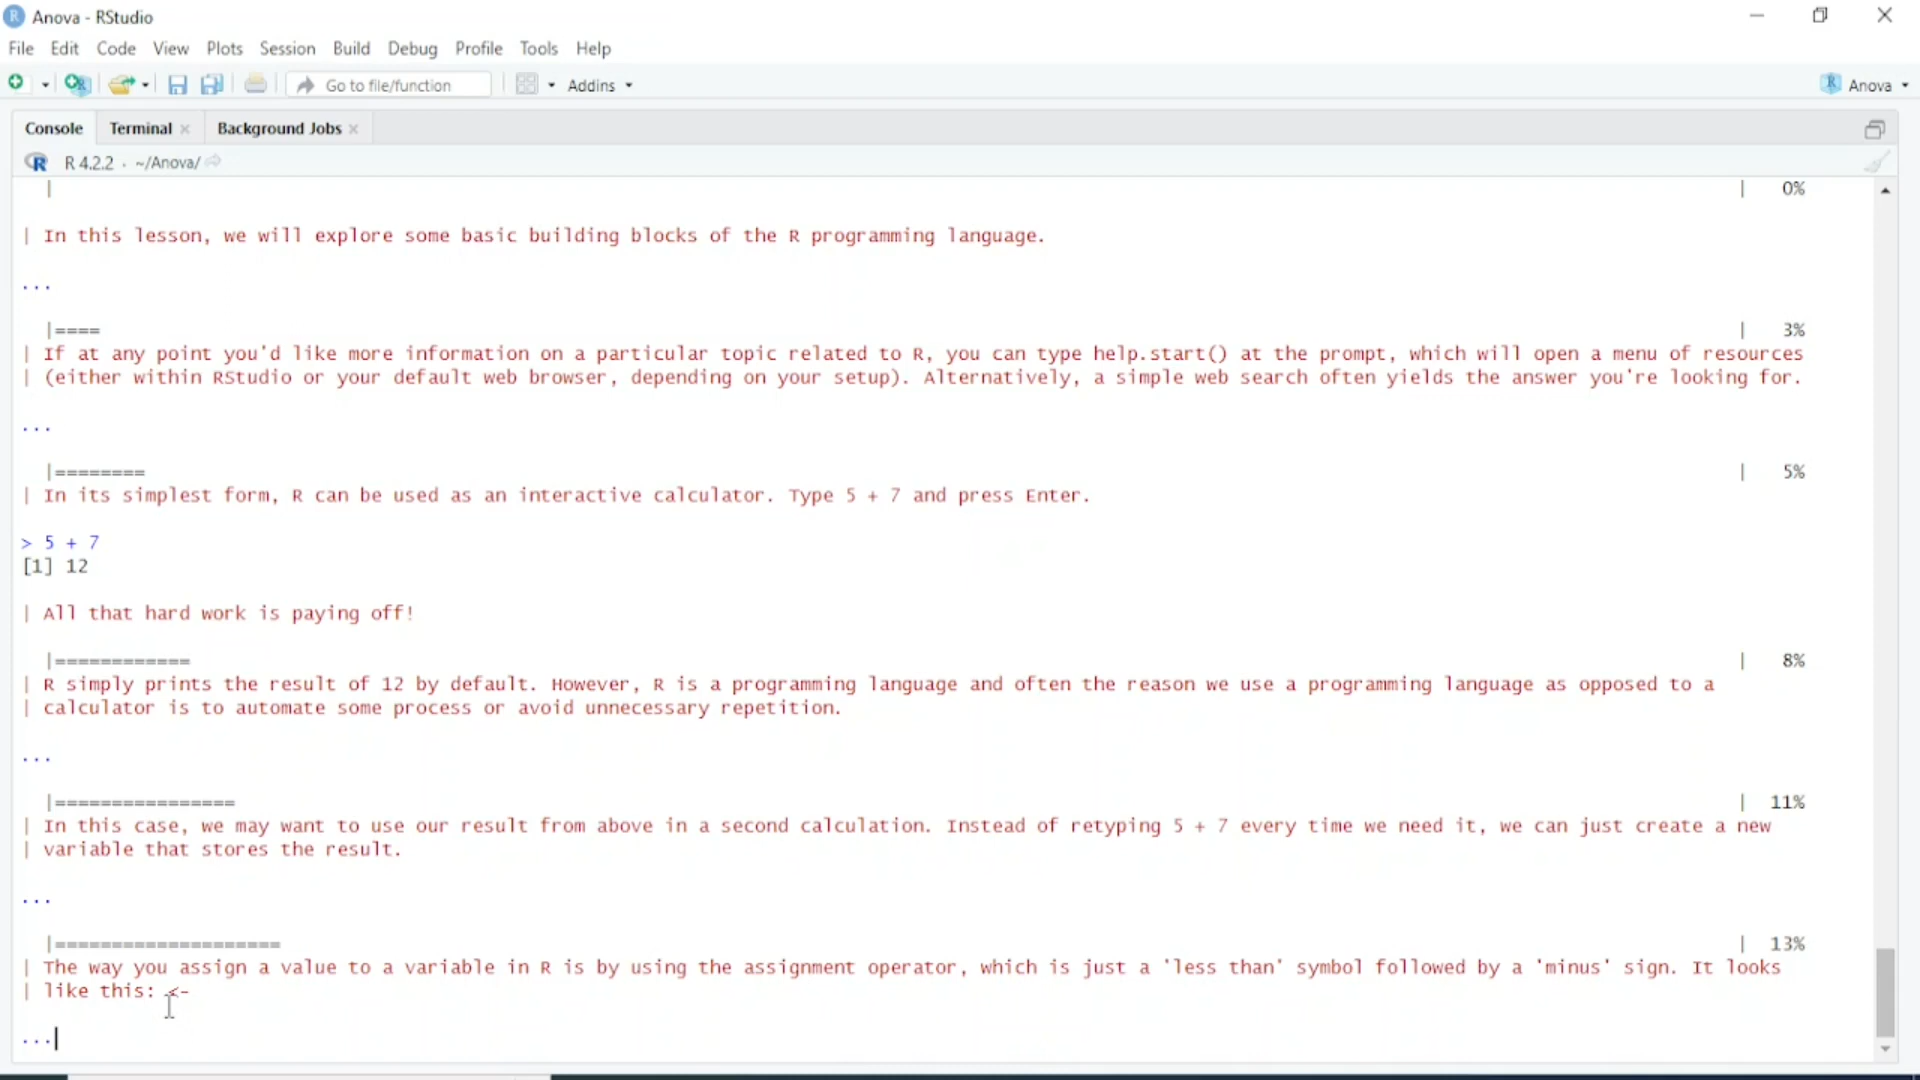 Anova - RStudio
File Edit Code View Plots Session Build Debug Profile Tools Help
Go to file/function Addins Anova
Console Terminal Background Jobs
R 4.2.2 · ~/Anova/
| | 0%
| In this lesson, we will explore some basic building blocks of the R programming language.
...
|==== | 3%
| If at any point you'd like more information on a particular topic related to R, you can type help.start() at the prompt, which will open a menu of resources
| (either within RStudio or your default web browser, depending on your setup). Alternatively, a simple web search often yields the answer you're looking for.
...
|======== | 5%
| In its simplest form, R can be used as an interactive calculator. Type 5 + 7 and press Enter.
> 5 + 7
[1] 12
| All that hard work is paying off!
|============ | 8%
| R simply prints the result of 12 by default. However, R is a programming language and often the reason we use a programming language as opposed to a
| calculator is to automate some process or avoid unnecessary repetition.
...
|================ | 11%
| In this case, we may want to use our result from above in a second calculation. Instead of retyping 5 + 7 every time we need it, we can just create a new
| variable that stores the result.
...
|==================== | 13%
| The way you assign a value to a variable in R is by using the assignment operator, which is just a 'less than' symbol followed by a 'minus' sign. It looks
| like this: <-
...